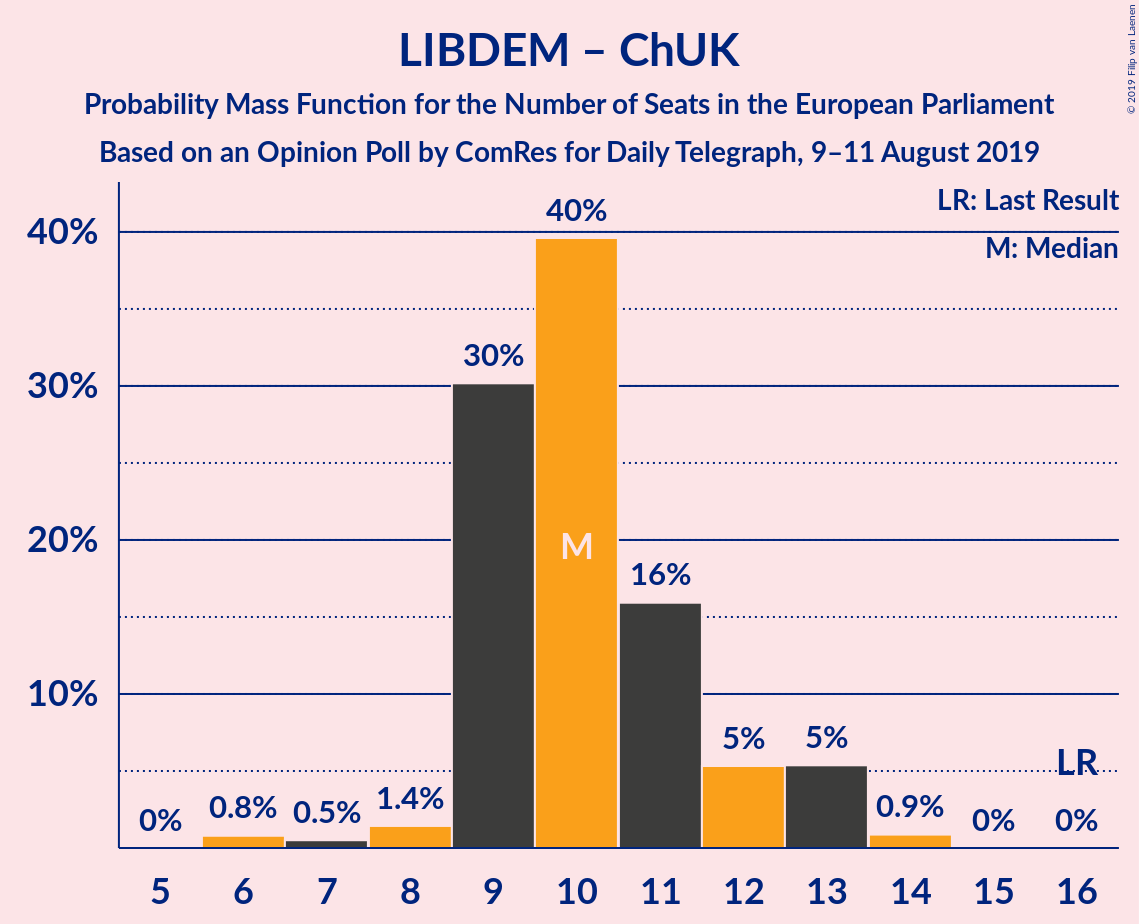 LIBDEM – ChUK
Probability Mass Function for the Number of Seats in the European Parliament
Based on an Opinion Poll by ComRes for Daily Telegraph, 9–11 August 2019
© 2019 Filip van Laenen
LR: Last Result
M: Median
40%
30%
20%
10%
0%
0.8%
0.5%
1.4%
30%
40%
M
16%
5%
5%
0.9%
0%
LR
0%
5 6 7 8 9 10 11 12 13 14 15 16